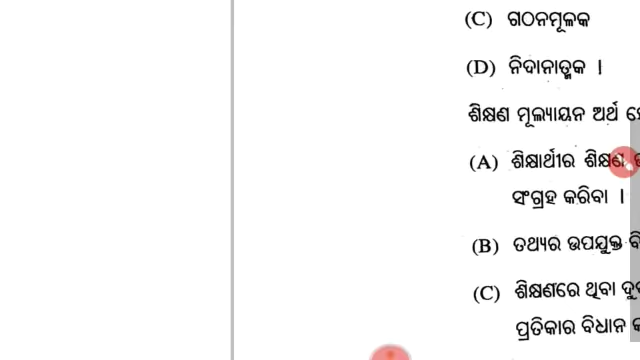 (C) ଗଠନମୂଳକ
(D) ନିଦାନାତ୍ମକ ।
ଶିକ୍ଷଣ ମୂଲ୍ୟାୟନ ଅର୍ଥ
(A) ଶିକ୍ଷାର୍ଥୀର ଶିକ୍ଷଣ
ସଂଗ୍ରହ କରିବା ।
(B) ତଥ୍ୟର ଉପଯୁକ୍ତ
(C) ଶିକ୍ଷଣରେ ଥିବା
ପ୍ରତିକାର ବିଧାନ